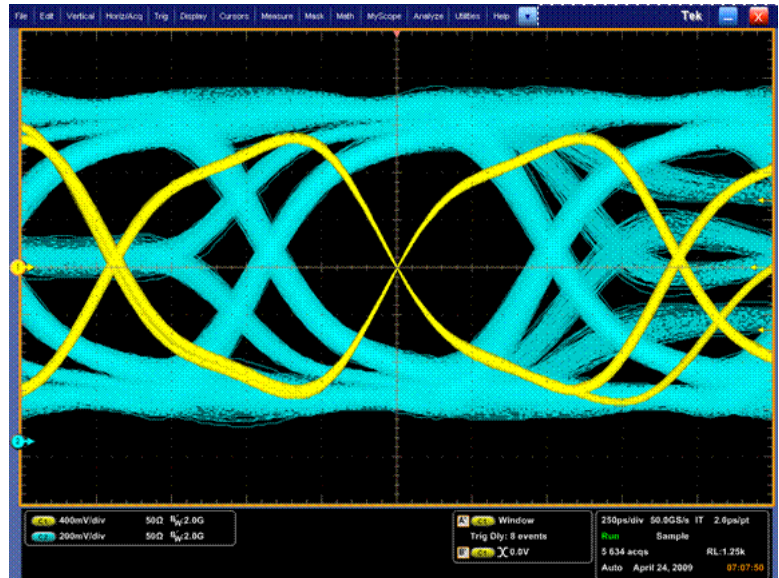 File Edit Vertical Horiz/Acq Trig Display Cursors Measure Mask Math MyScope Analyze Utilities Help Tek X
1
2
C1 400mV/div 50Ω BW:2.0G
C2 200mV/div 50Ω BW:2.0G
A' C1 Window
Trig Dly: 8 events
B' C1 0.0V
250ps/div 50.0GS/s IT 2.0ps/pt
Run Sample
5 634 acqs RL:1.25k
Auto April 24, 2009 07:07:50